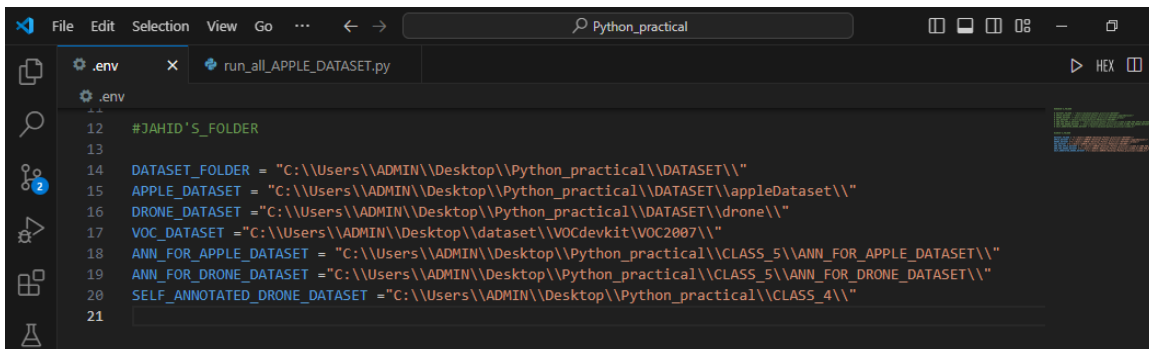 File Edit Selection View Go ··· ← → Python_practical
.env × run_all_APPLE_DATASET.py HEX
.env
11
12 #JAHID'S_FOLDER
13
14 DATASET_FOLDER = "C:\\Users\\ADMIN\\Desktop\\Python_practical\\DATASET\\"
15 APPLE_DATASET = "C:\\Users\\ADMIN\\Desktop\\Python_practical\\DATASET\\appleDataset\\"
16 DRONE_DATASET ="C:\\Users\\ADMIN\\Desktop\\Python_practical\\DATASET\\drone\\"
17 VOC_DATASET ="C:\\Users\\ADMIN\\Desktop\\dataset\\VOCdevkit\VOC2007\\"
18 ANN_FOR_APPLE_DATASET = "C:\\Users\\ADMIN\\Desktop\\Python_practical\\CLASS_5\\ANN_FOR_APPLE_DATASET\\"
19 ANN_FOR_DRONE_DATASET ="C:\\Users\\ADMIN\\Desktop\\Python_practical\\CLASS_5\\ANN_FOR_DRONE_DATASET\\"
20 SELF_ANNOTATED_DRONE_DATASET ="C:\\Users\\ADMIN\\Desktop\\Python_practical\\CLASS_4\\"
21
2